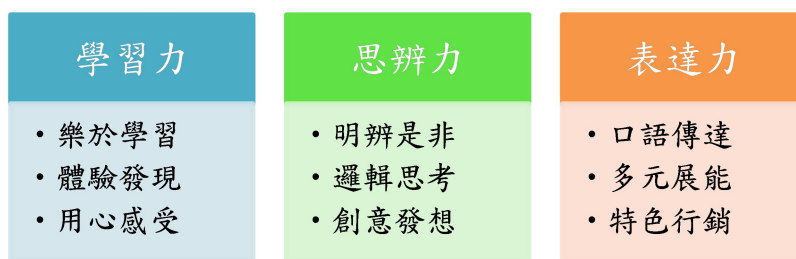 學習力
・樂於學習
・體驗發現
・用心感受
思辨力
・明辨是非
・邏輯思考
・創意發想
表達力
・口語傳達
・多元展能
・特色行銷